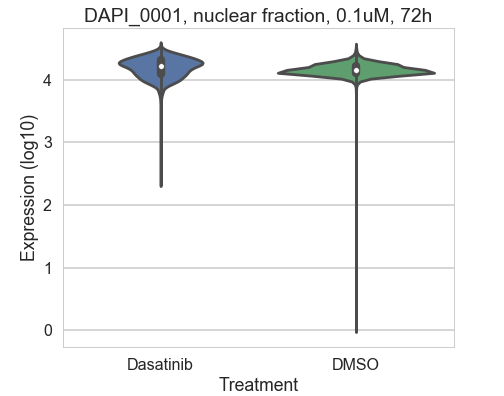 DAPI_0001, nuclear fraction, 0.1uM, 72h
Expression (log10)
4
3
2
1
0
Dasatinib DMSO
Treatment